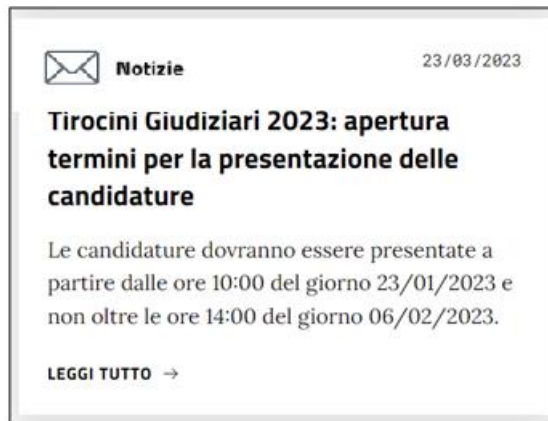 Notizie
23/03/2023
Tirocini Giudiziari 2023: apertura
termini per la presentazione delle
candidature
Le candidature dovranno essere presentate a
partire dalle ore 10:00 del giorno 23/01/2023 e
non oltre le ore 14:00 del giorno 06/02/2023.
LEGGI TUTTO →